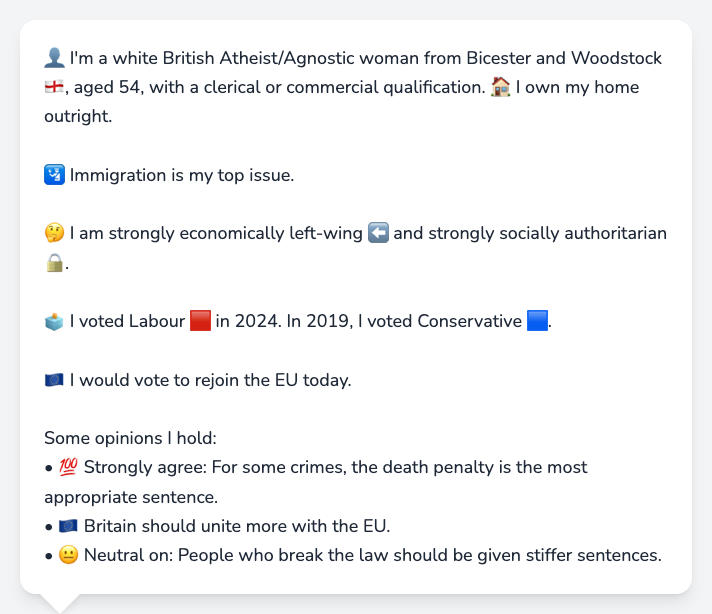 👤 I'm a white British Atheist/Agnostic woman from Bicester and Woodstock
🏴󠁧󠁢󠁥󠁮󠁧󠁿, aged 54, with a clerical or commercial qualification. 🏠 I own my home
outright.
🛂 Immigration is my top issue.
🤔 I am strongly economically left-wing ⬅️ and strongly socially authoritarian
🔒.
🗳️ I voted Labour 🟥 in 2024. In 2019, I voted Conservative 🟦.
🇪🇺 I would vote to rejoin the EU today.
Some opinions I hold:
• 💯 Strongly agree: For some crimes, the death penalty is the most
appropriate sentence.
• 🇪🇺 Britain should unite more with the EU.
• 😐 Neutral on: People who break the law should be given stiffer sentences.